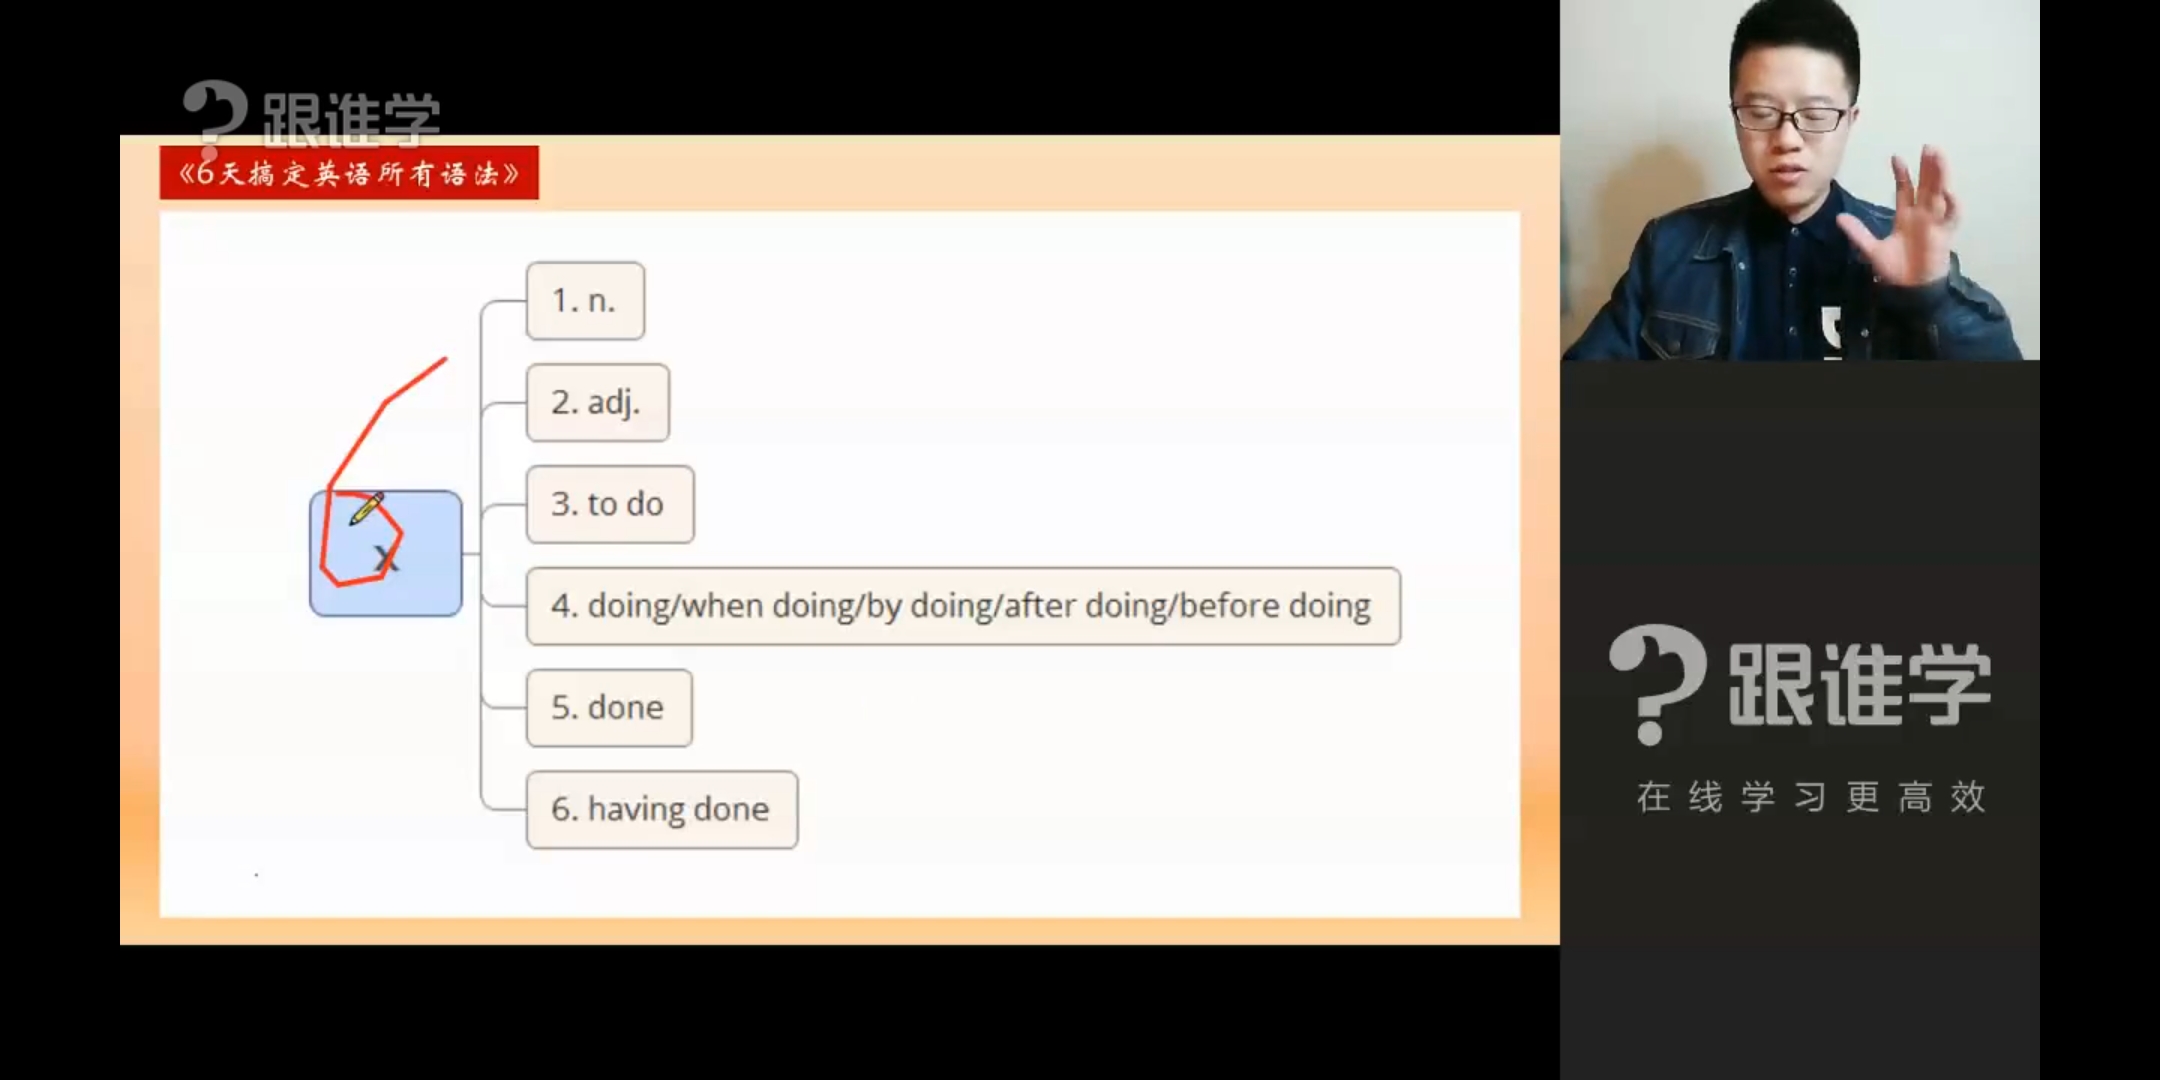 跟谁学
《6天搞定英语所有语法》
1. n.
2. adj.
3. to do
x
4. doing/when doing/by doing/after doing/before doing
5. done
6. having done
跟谁学
在线学习更高效